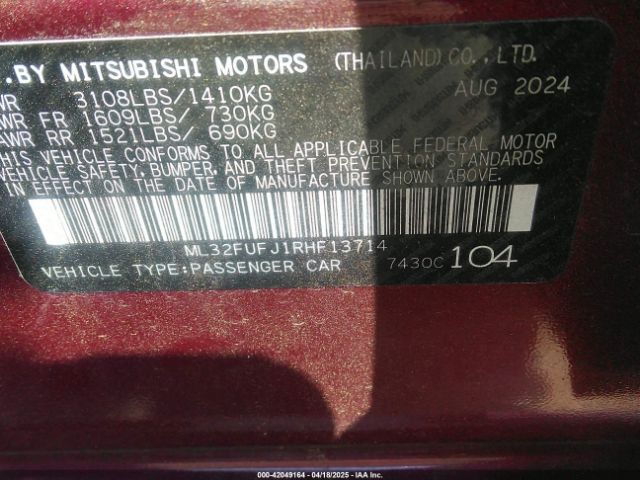 .BY MITSUBISHI MOTORS (THAILAND) CO., LTD.
WR 3108LBS/1410KG AUG 2024
WR FR 1609LBS/ 730KG
AWR RR 1521LBS/ 690KG
THIS VEHICLE CONFORMS TO ALL APPLICABLE FEDERAL MOTOR
VEHICLE SAFETY, BUMPER, AND THEFT PREVENTION STANDARDS
IN EFFECT ON THE DATE OF MANUFACTURE SHOWN ABOVE.
ML32FUFJ1RHF13714
VEHICLE TYPE:PASSENGER CAR 7430C 104
000-42049164 - 04/18/2025 - IAA Inc.